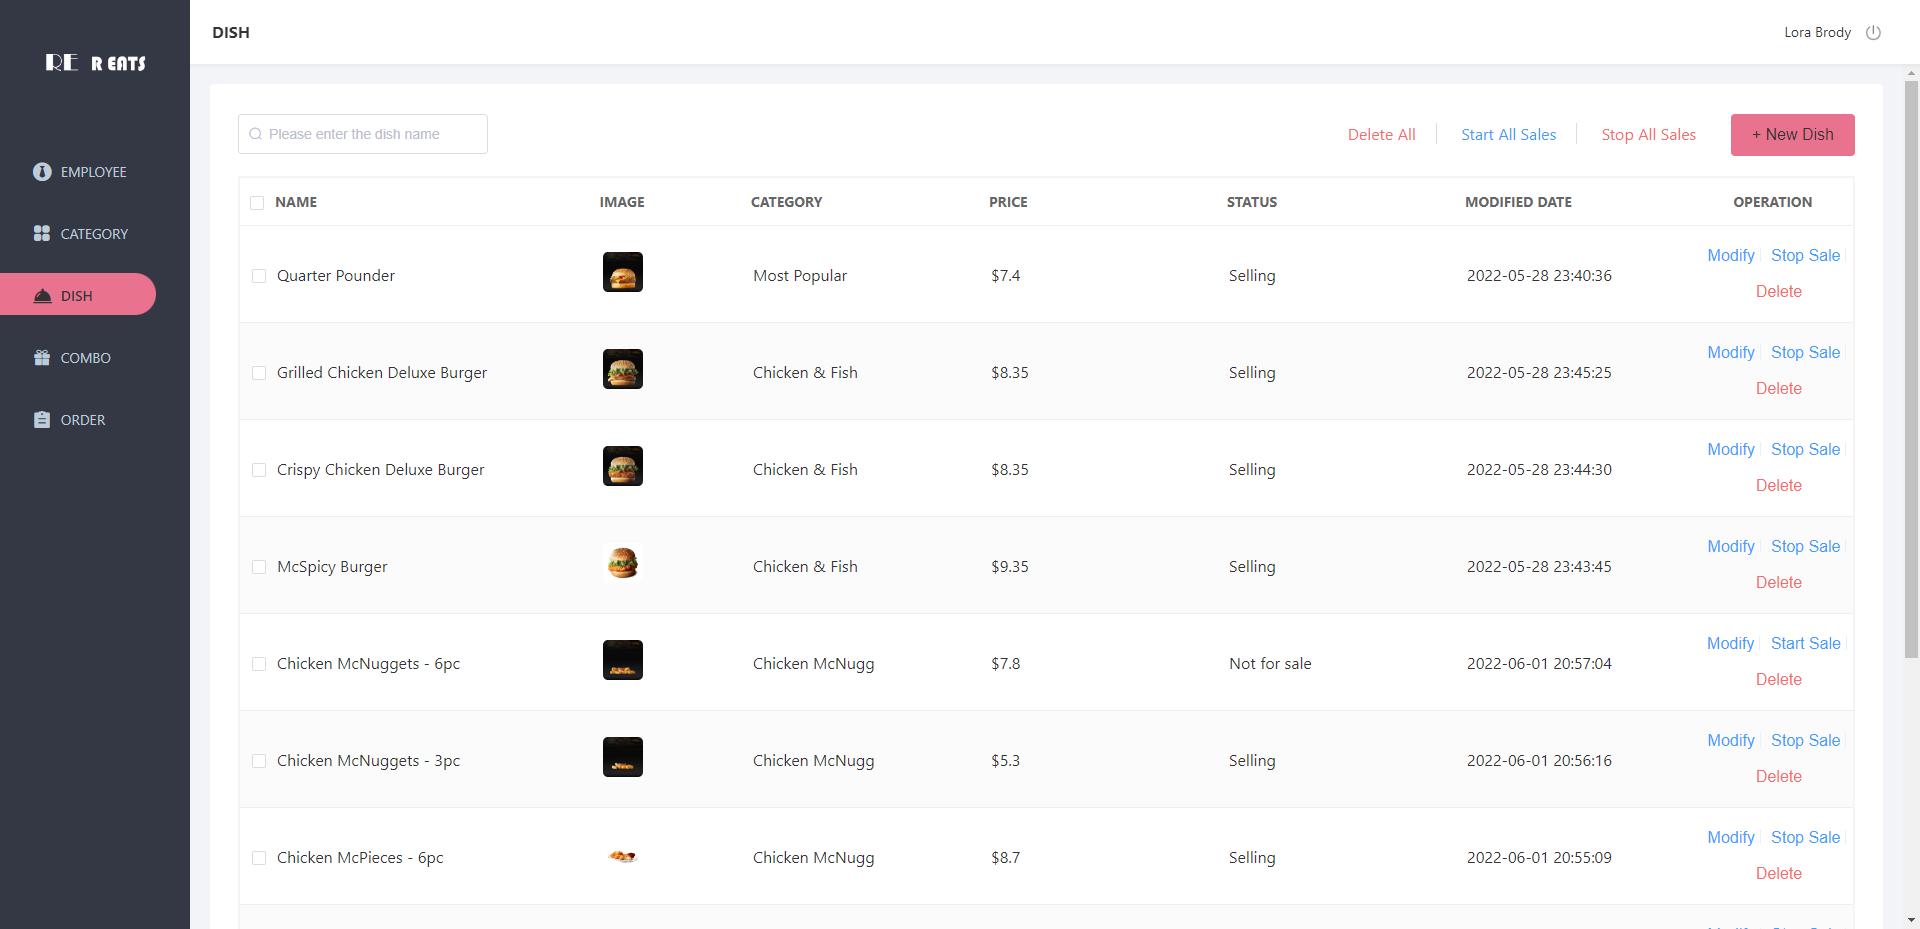 RE R EATS
DISH
Lora Brody
EMPLOYEE
CATEGORY
DISH
COMBO
ORDER
Please enter the dish name
Delete All Start All Sales Stop All Sales + New Dish
NAME IMAGE CATEGORY PRICE STATUS MODIFIED DATE OPERATION
Quarter Pounder Most Popular $7.4 Selling 2022-05-28 23:40:36 Modify Stop Sale
Delete
Grilled Chicken Deluxe Burger Chicken & Fish $8.35 Selling 2022-05-28 23:45:25 Modify Stop Sale
Delete
Crispy Chicken Deluxe Burger Chicken & Fish $8.35 Selling 2022-05-28 23:44:30 Modify Stop Sale
Delete
McSpicy Burger Chicken & Fish $9.35 Selling 2022-05-28 23:43:45 Modify Stop Sale
Delete
Chicken McNuggets - 6pc Chicken McNugg $7.8 Not for sale 2022-06-01 20:57:04 Modify Start Sale
Delete
Chicken McNuggets - 3pc Chicken McNugg $5.3 Selling 2022-06-01 20:56:16 Modify Stop Sale
Delete
Chicken McPieces - 6pc Chicken McNugg $8.7 Selling 2022-06-01 20:55:09 Modify Stop Sale
Delete